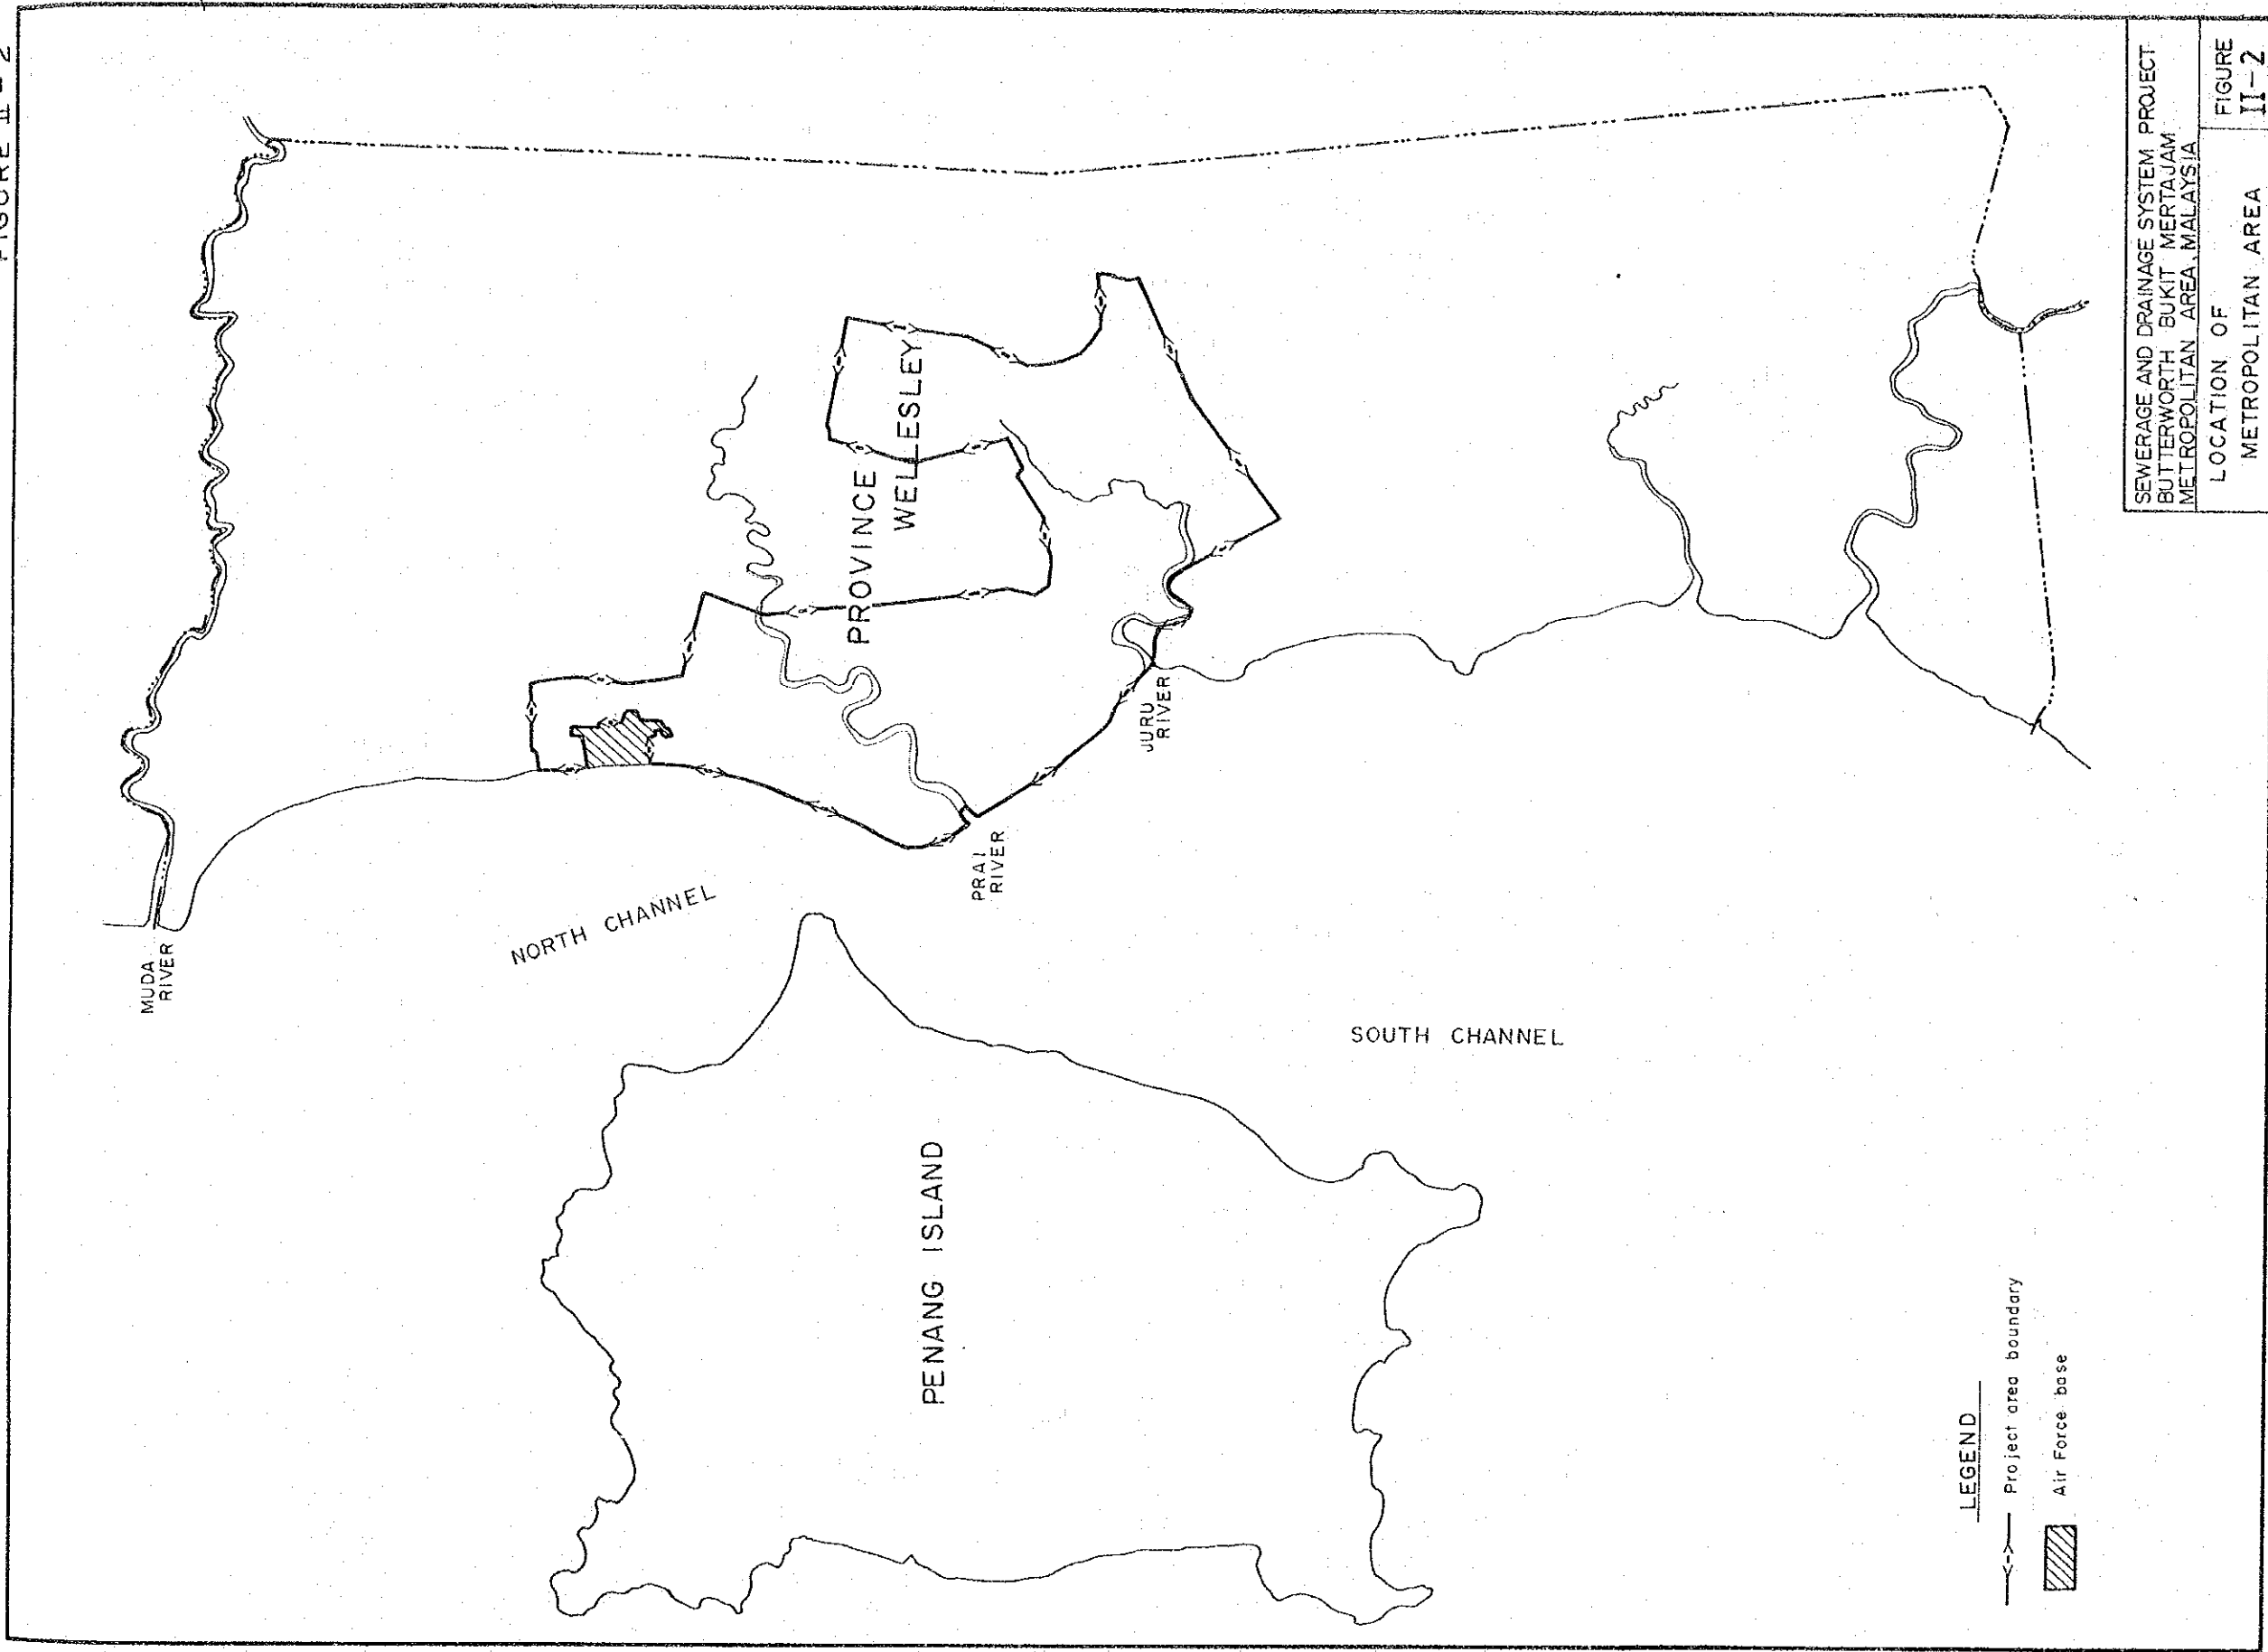 FIGURE II-2
MUDA
RIVER
NORTH CHANNEL
PRAI
RIVER
PROVINCE
WELLESLEY
JURU
RIVER
SOUTH CHANNEL
PENANG ISLAND
LEGEND
Project area boundary
Air Force base
SEWERAGE AND DRAINAGE SYSTEM PROJECT
BUTTERWORTH BUKIT MERTAJAM
METROPOLITAN AREA, MALAYSIA
LOCATION OF
METROPOLITAN AREA
FIGURE
II-2